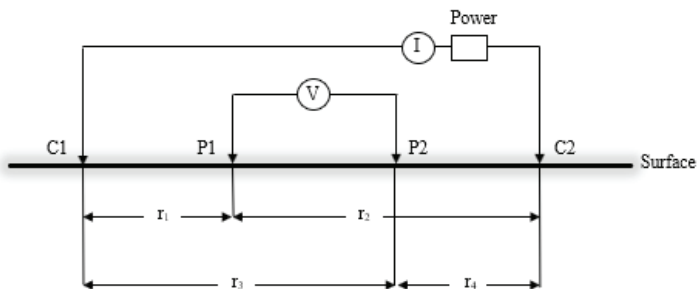 Power
I
V
C1 P1 P2 C2
Surface
r₁ r₂
r₃ r₄